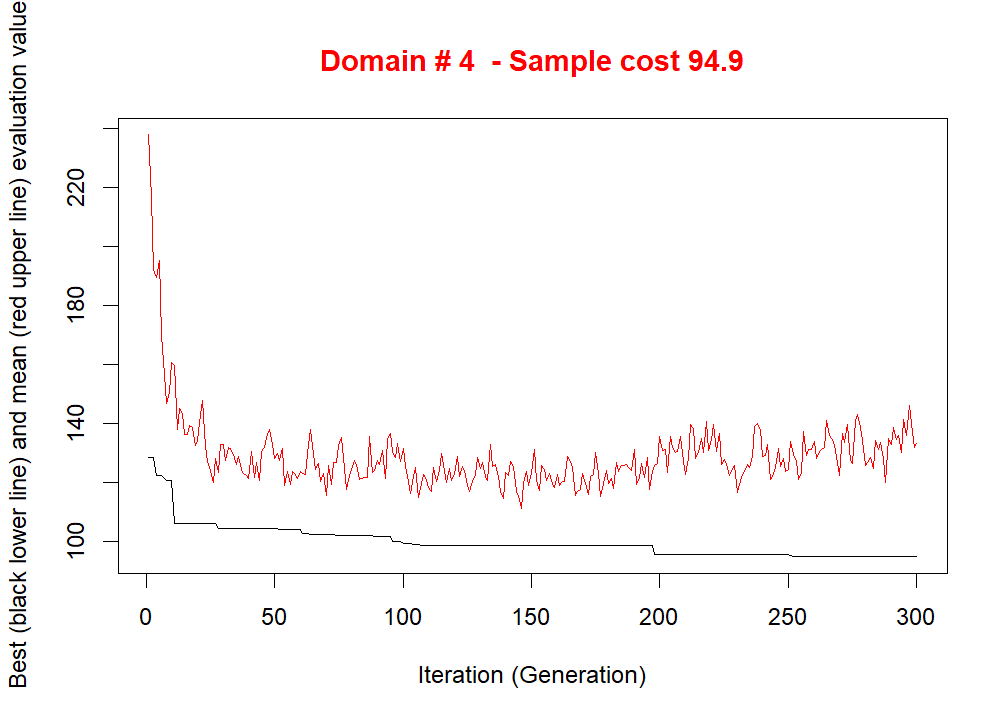 Domain # 4 - Sample cost 94.9
Best (black lower line) and mean (red upper line) evaluation value
220
180
140
100
0 50 100 150 200 250 300
Iteration (Generation)